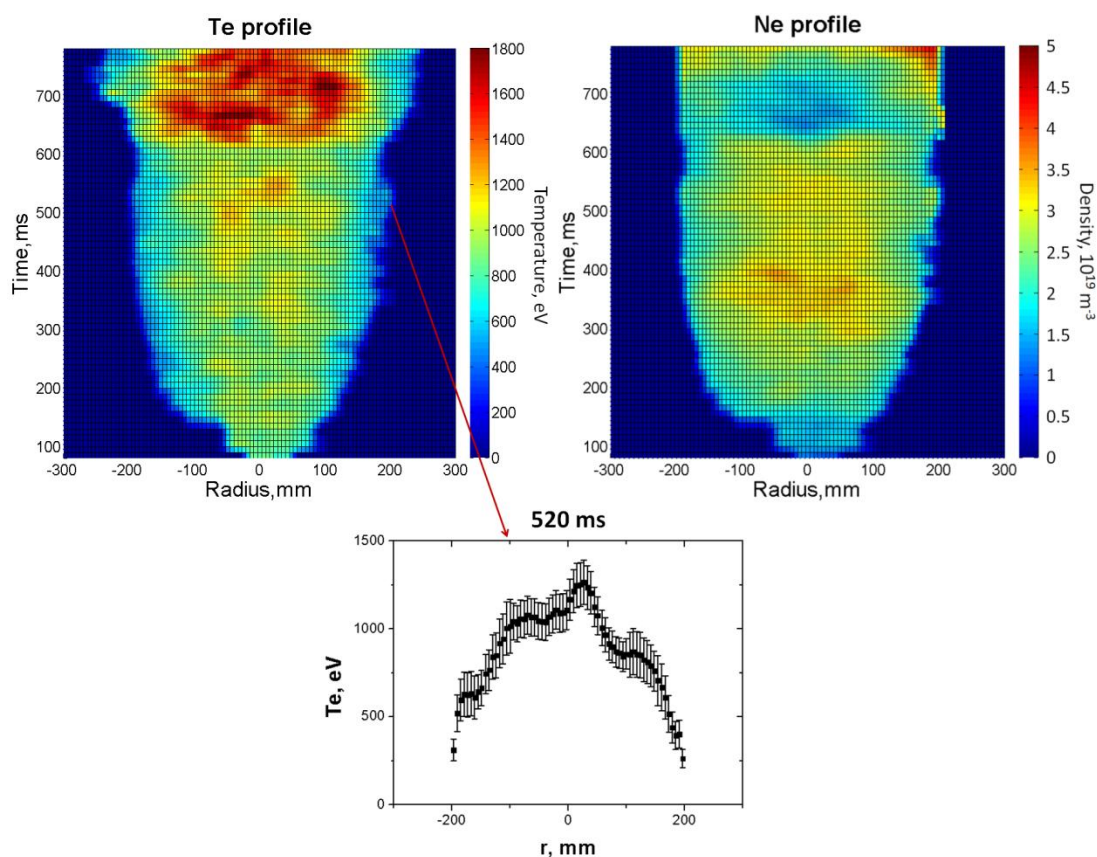 Te profile
Time,ms
700
600
500
400
300
200
100
-300 -200 -100 0 100 200 300
Radius,mm
1800
1600
1400
1200
1000
800
600
400
200
0
Temperature, eV
Ne profile
Time,ms
700
600
500
400
300
200
100
-300 -200 -100 0 100 200 300
Radius,mm
5
4.5
4
3.5
3
2.5
2
1.5
1
0.5
0
Density, 10¹⁹ m⁻³
520 ms
Te, eV
1500
1000
500
0
-200 0 200
r, mm